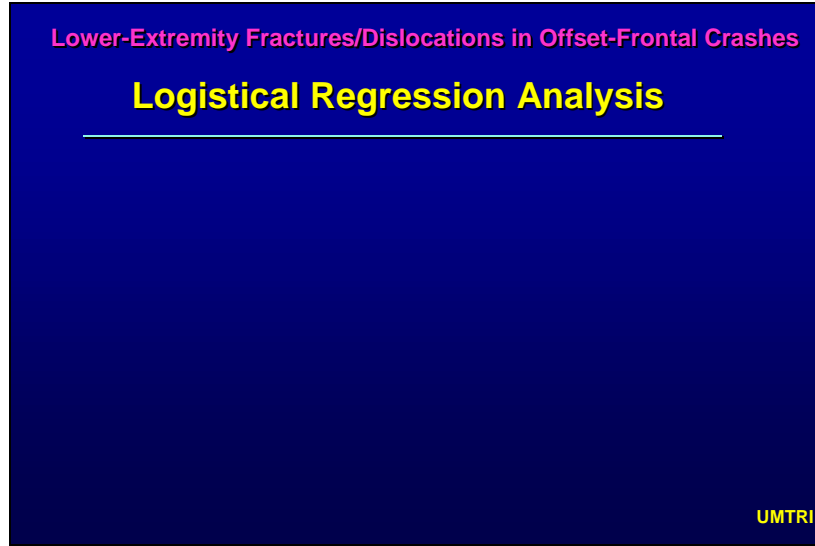 Lower-Extremity Fractures/Dislocations in Offset-Frontal Crashes
Logistical Regression Analysis
UMTRI